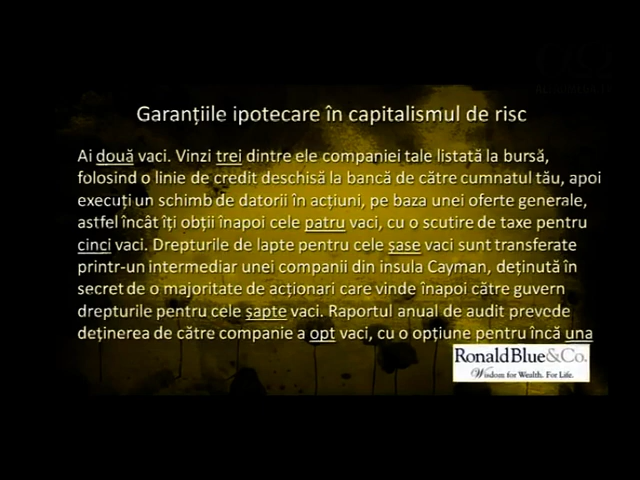 Garanțiile ipotecare în capitalismul de risc
Ai două vaci. Vinzi trei dintre ele companiei tale listată la bursă,
folosind o linie de credit deschisă la bancă de către cumnatul tău, apoi
execuți un schimb de datorii în acțiuni, pe baza unei oferte generale,
astfel încât îți obții înapoi cele patru vaci, cu o scutire de taxe pentru
cinci vaci. Drepturile de lapte pentru cele șase vaci sunt transferate
printr-un intermediar unei companii din insula Cayman, deținută în
secret de o majoritate de acționari care vinde înapoi către guvern
drepturile pentru cele șapte vaci. Raportul anual de audit prevede
deținerea de către companie a opt vaci, cu o opțiune pentru încă una
Ronald Blue & Co.
Wisdom for Wealth. For Life.